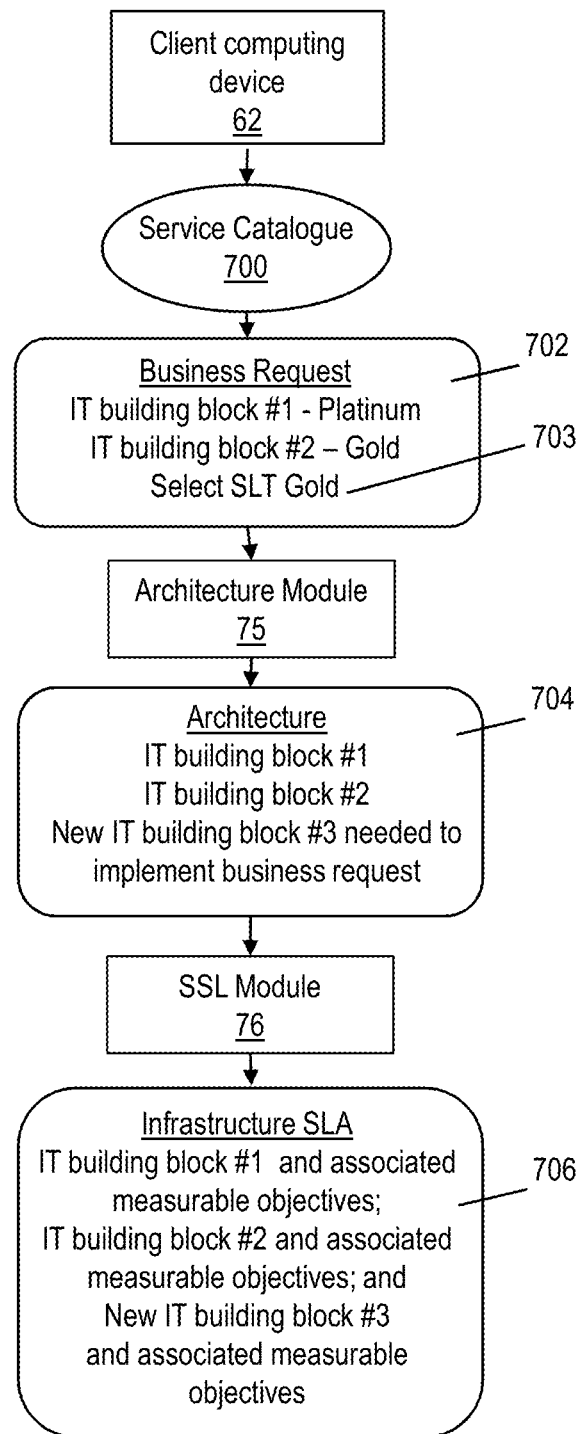 Client computing
device
62
Service Catalogue
700
702
Business Request
IT building block #1 - Platinum
IT building block #2 – Gold
703
Select SLT Gold
Architecture Module
75
704
Architecture
IT building block #1
IT building block #2
New IT building block #3 needed to
implement business request
SSL Module
76
Infrastructure SLA
IT building block #1 and associated
measurable objectives;
706
IT building block #2 and associated
measurable objectives; and
New IT building block #3
and associated measurable
objectives